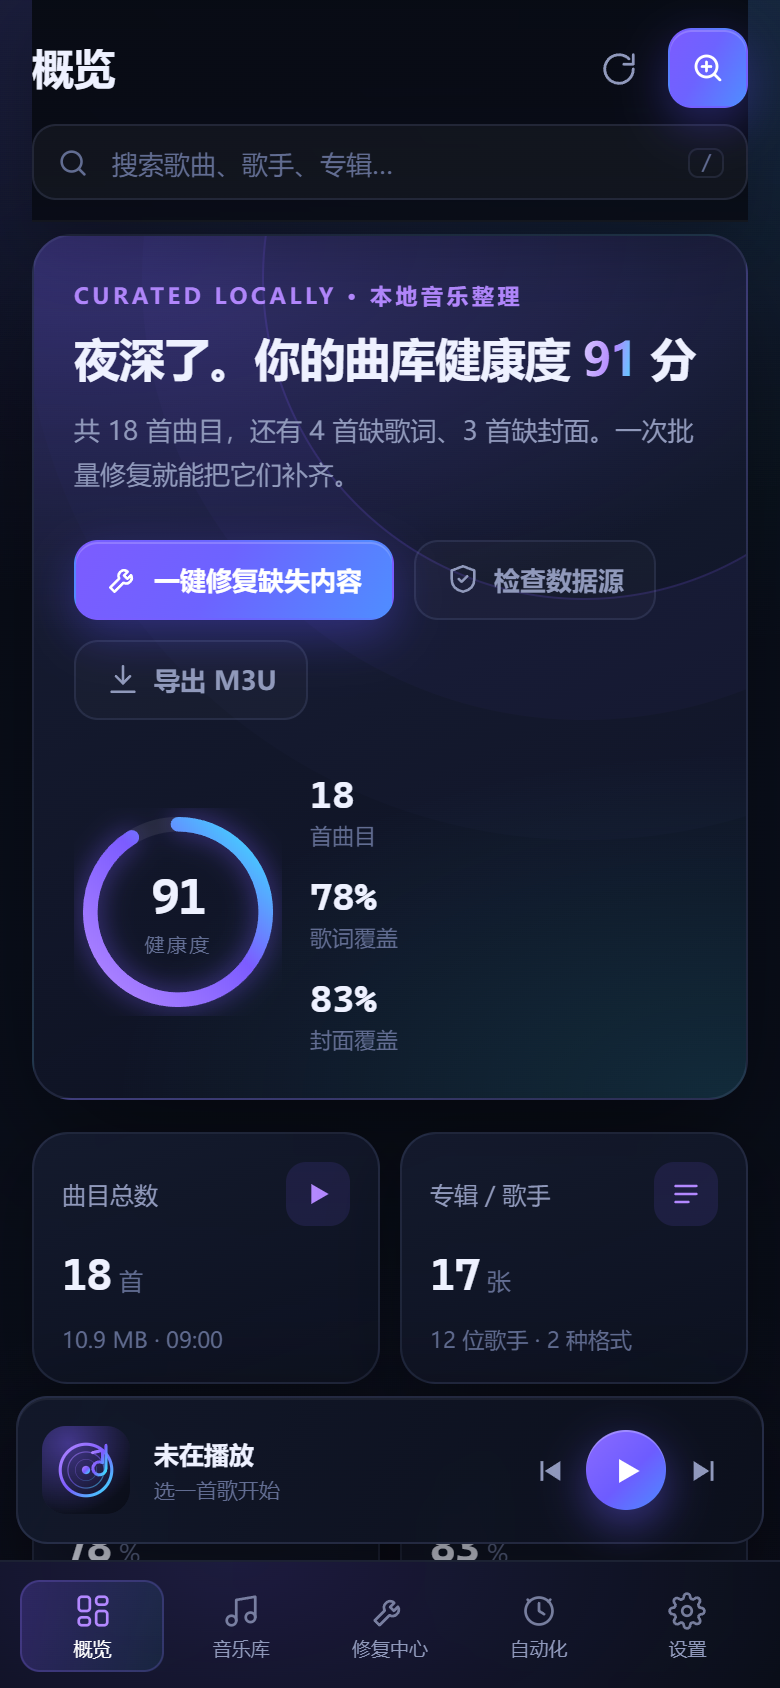 概览
搜索歌曲、歌手、专辑...
/
CURATED LOCALLY • 本地音乐整理
夜深了。你的曲库健康度 91 分
共 18 首曲目，还有 4 首缺歌词、3 首缺封面。一次批
量修复就能把它们补齐。
一键修复缺失内容
检查数据源
导出 M3U
91
健康度
18
首曲目
78%
歌词覆盖
83%
封面覆盖
曲目总数
18 首
10.9 MB · 09:00
专辑 / 歌手
17 张
12 位歌手 · 2 种格式
未在播放
选一首歌开始
78 %
83 %
概览
音乐库
修复中心
自动化
设置